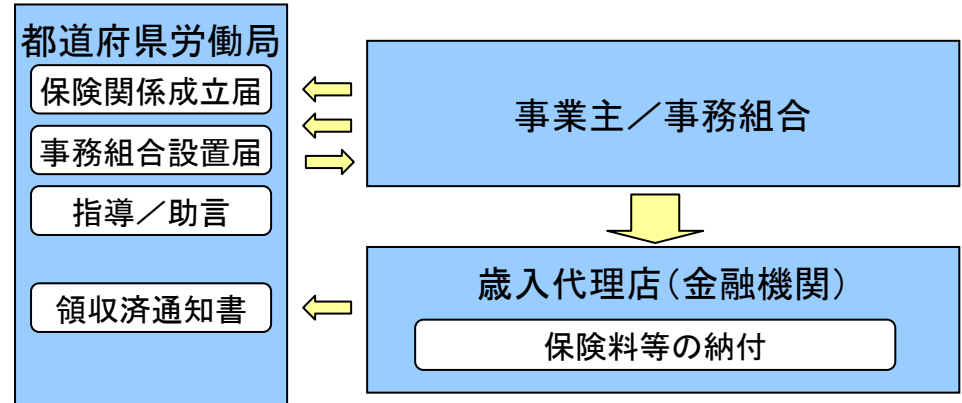 都道府県労働局
保険関係成立届
事務組合設置届
指導／助言
領収済通知書
事業主／事務組合
歳入代理店(金融機関)
保険料等の納付